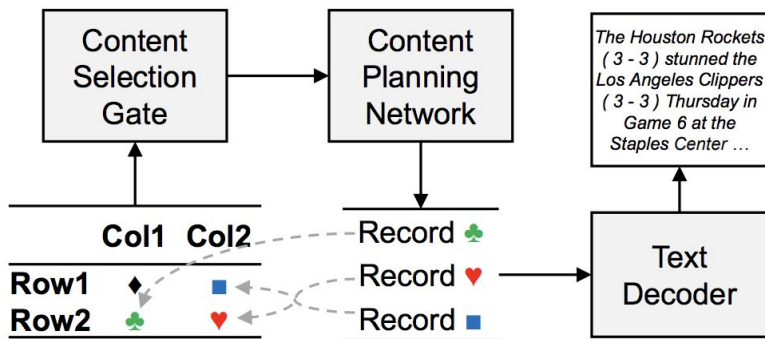 Content
Selection
Gate
Content
Planning
Network
The Houston Rockets
( 3 - 3 ) stunned the
Los Angeles Clippers
( 3 - 3 ) Thursday in
Game 6 at the
Staples Center …
Col1 Col2
Row1 ♦ ■
Row2 ♣ ♥
Record ♣
Record ♥
Record ■
Text
Decoder